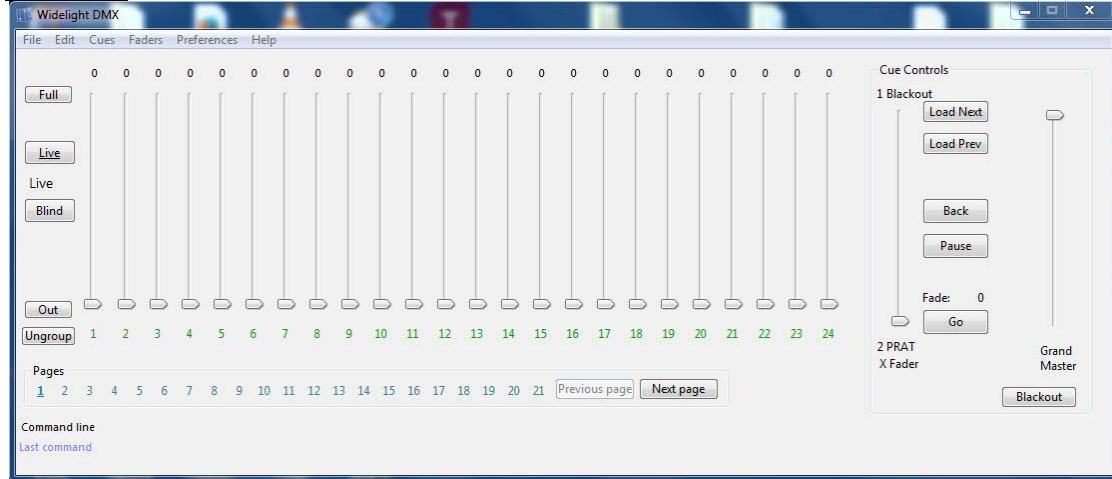 Widelight DMX
File Edit Cues Faders Preferences Help
0 0 0 0 0 0 0 0 0 0 0 0 0 0 0 0 0 0 0 0 0 0 0 0
Full
Live
Live
Blind
Out
Ungroup 1 2 3 4 5 6 7 8 9 10 11 12 13 14 15 16 17 18 19 20 21 22 23 24
Pages
1 2 3 4 5 6 7 8 9 10 11 12 13 14 15 16 17 18 19 20 21 Previous page Next page
Command line
Last command
Cue Controls
1 Blackout
Load Next
Load Prev
Back
Pause
Fade: 0
Go
2 PRAT
X Fader
Grand
Master
Blackout